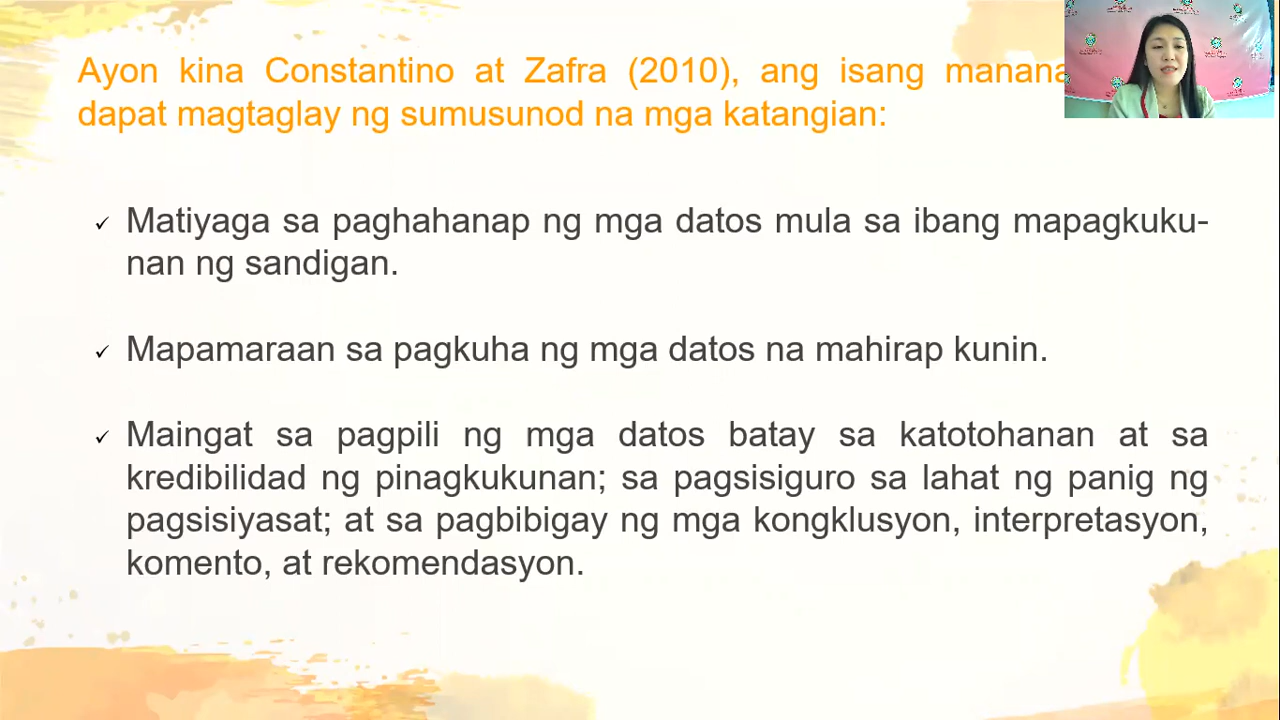 Ayon kina Constantino at Zafra (2010), ang isang
dapat magtaglay ng sumusunod na mga katangian:
✓ Matiyaga sa paghahanap ng mga datos mula sa ibang mapagkuku-
nan ng sandigan.
✓ Mapamaraan sa pagkuha ng mga datos na mahirap kunin.
✓ Maingat sa pagpili ng mga datos batay sa katotohanan at sa
kredibilidad ng pinagkukunan; sa pagsisiguro sa lahat ng panig ng
pagsisiyasat; at sa pagbibigay ng mga kongklusyon, interpretasyon,
komento, at rekomendasyon.